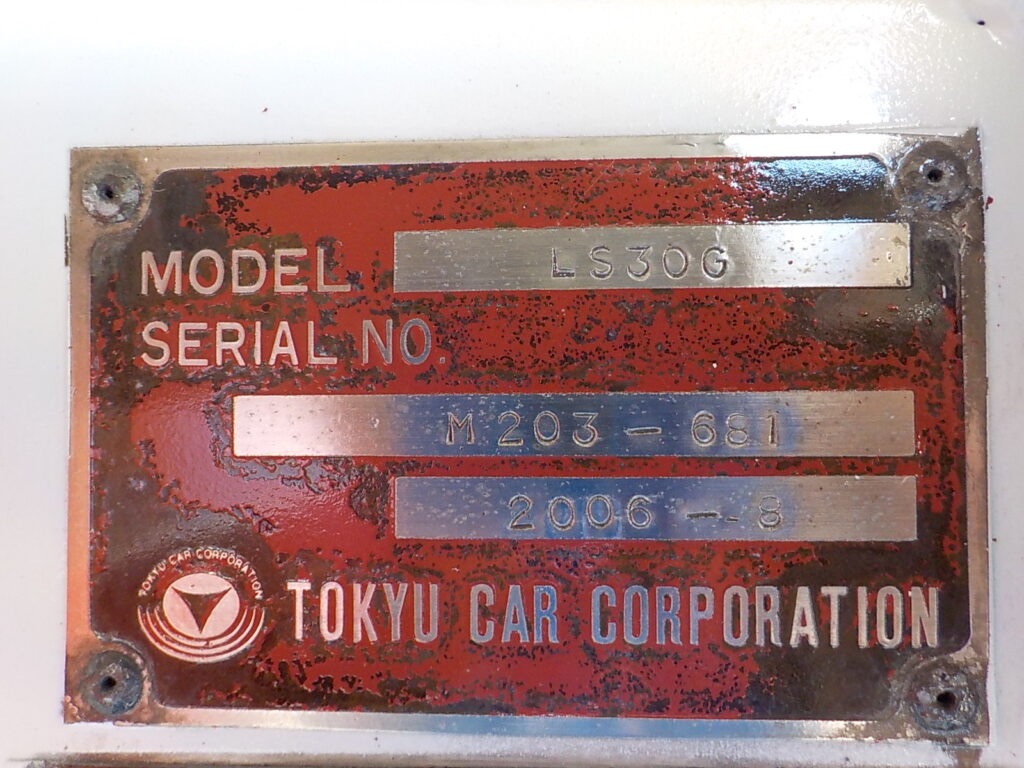 MODEL LS30G
SERIAL NO.
M203-681
2006-8
TOKYU CAR CORPORATION
TOKYU CAR CORPORATION